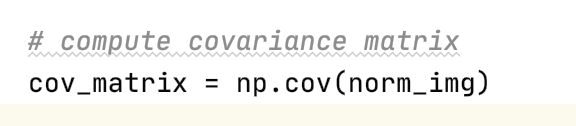 # compute covariance matrix
cov_matrix = np.cov(norm_img)